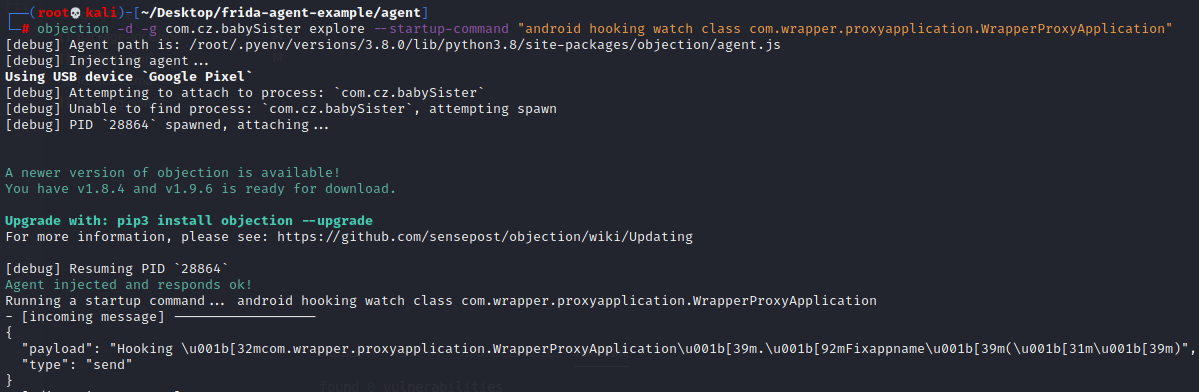 ┌──(root💀kali)-[~/Desktop/frida-agent-example/agent]
└─# objection -d -g com.cz.babySister explore --startup-command "android hooking watch class com.wrapper.proxyapplication.WrapperProxyApplication"
[debug] Agent path is: /root/.pyenv/versions/3.8.0/lib/python3.8/site-packages/objection/agent.js
[debug] Injecting agent...
Using USB device `Google Pixel`
[debug] Attempting to attach to process: `com.cz.babySister`
[debug] Unable to find process: `com.cz.babySister`, attempting spawn
[debug] PID `28864` spawned, attaching...
A newer version of objection is available!
You have v1.8.4 and v1.9.6 is ready for download.
Upgrade with: pip3 install objection --upgrade
For more information, please see: https://github.com/sensepost/objection/wiki/Updating
[debug] Resuming PID `28864`
Agent injected and responds ok!
Running a startup command... android hooking watch class com.wrapper.proxyapplication.WrapperProxyApplication
- [incoming message] ------------------
{
  "payload": "Hooking \u001b[32mcom.wrapper.proxyapplication.WrapperProxyApplication\u001b[39m.\u001b[92mFixappname\u001b[39m(\u001b[31m\u001b[39m)",
  "type": "send"
}
found 0 vulnerabilities